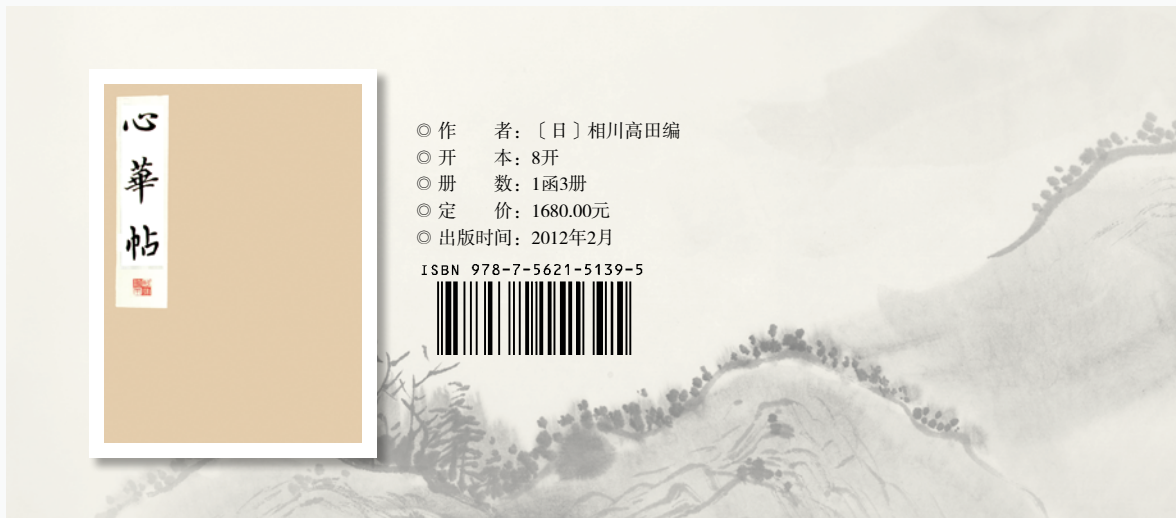 心華帖
◎ 作　　者：〔日〕相川高田编
◎ 开　　本：8开
◎ 册　　数：1函3册
◎ 定　　价：1680.00元
◎ 出版时间：2012年2月
ISBN 978-7-5621-5139-5